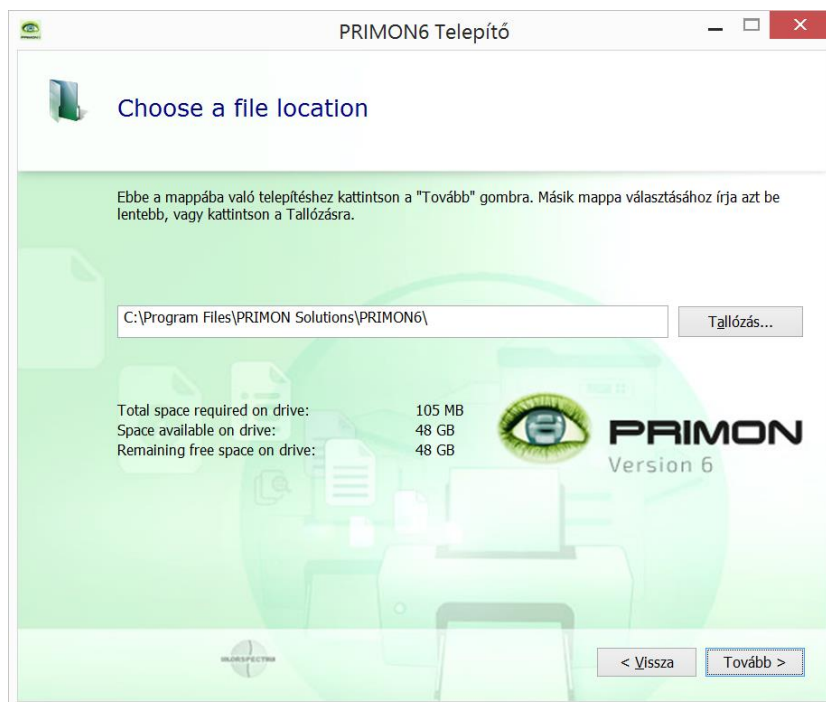 PRIMON6 Telepítő
Choose a file location
Ebbe a mappába való telepítéshez kattintson a "Tovább" gombra. Másik mappa választásához írja azt be
lentebb, vagy kattintson a Tallózásra.
C:\Program Files\PRIMON Solutions\PRIMON6\
Tallózás...
Total space required on drive: 105 MB
Space available on drive: 48 GB
Remaining free space on drive: 48 GB
PRIMON
Version 6
< Vissza
Tovább >